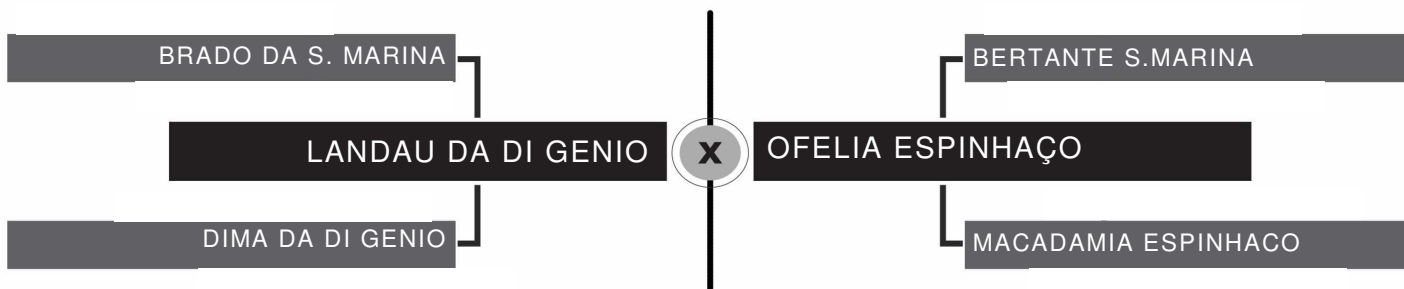 BRADO DA S. MARINA
BERTANTE S.MARINA
LANDAU DA DI GENIO
X
OFELIA ESPINHAÇO
DIMA DA DI GENIO
MACADAMIA ESPINHACO